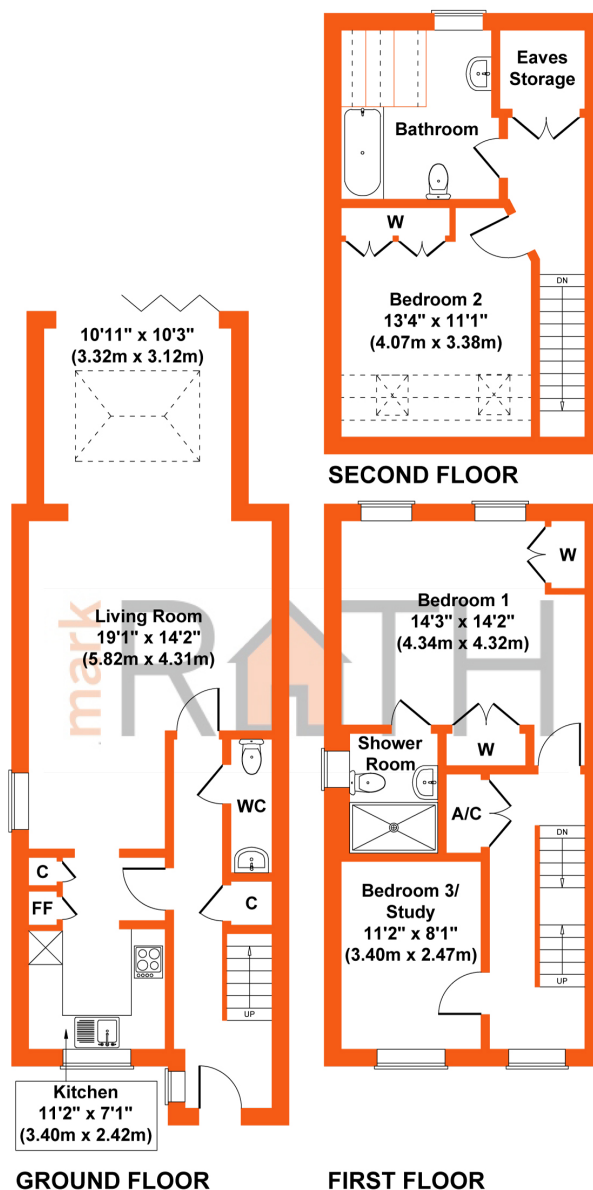 Eaves
Storage
Bathroom
W
Bedroom 2
13'4" x 11'1"
(4.07m x 3.38m)
DN
x
x
SECOND FLOOR
10'11" x 10'3"
(3.32m x 3.12m)
Living Room
19'1" x 14'2"
(5.82m x 4.31m)
WC
C
FF
C
UP
Kitchen
11'2" x 7'1"
(3.40m x 2.42m)
GROUND FLOOR
W
Bedroom 1
14'3" x 14'2"
(4.34m x 4.32m)
Shower
Room
W
A/C
DN
Bedroom 3/
Study
11'2" x 8'1"
(3.40m x 2.47m)
UP
FIRST FLOOR
mark
ROTH